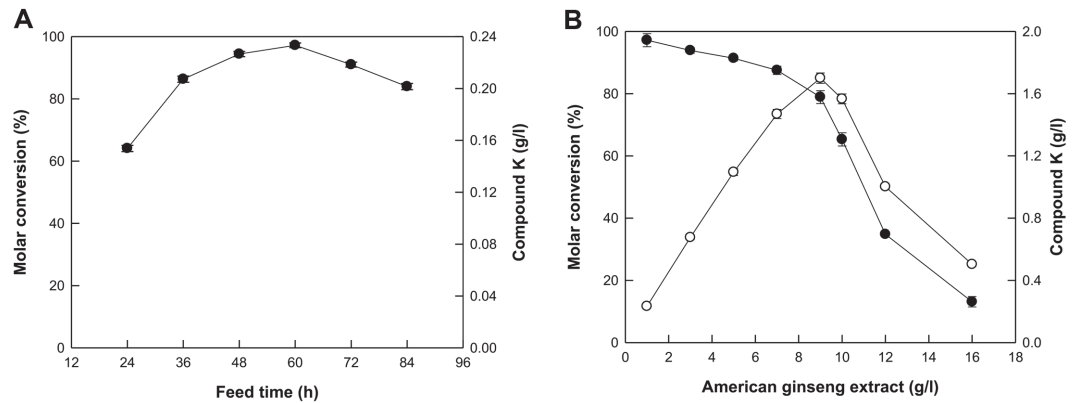 A
B
100
80
60
40
20
0
Molar conversion (%)
0.24
0.20
0.16
0.12
0.08
0.04
0.00
Compound K (g/l)
12 24 36 48 60 72 84 96
Feed time (h)
100
80
60
40
20
0
Molar conversion (%)
2.0
1.6
1.2
0.8
0.4
0.0
Compound K (g/l)
0 2 4 6 8 10 12 14 16 18
American ginseng extract (g/l)